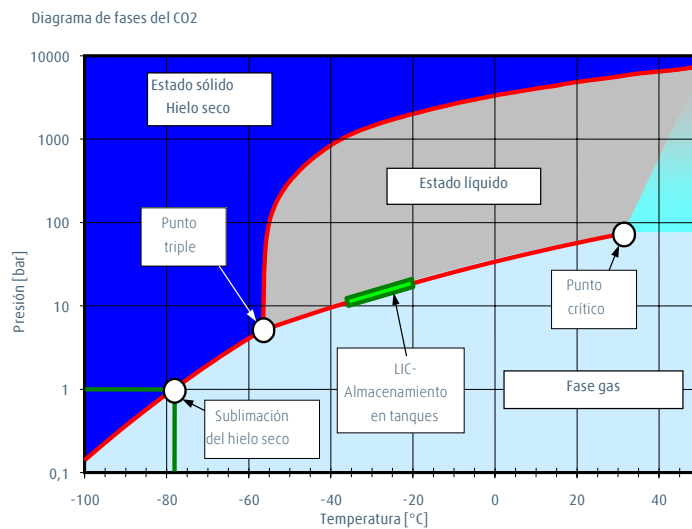 Diagrama de fases del CO2
10000
1000
100
10
1
0,1
Presión [bar]
Estado sólido
Hielo seco
Estado líquido
Punto
triple
Punto
crítico
LIC-
Almacenamiento
en tanques
Fase gas
Sublimación
del hielo seco
-100
-80
-60
-40
-20
0
20
40
Temperatura [°C]